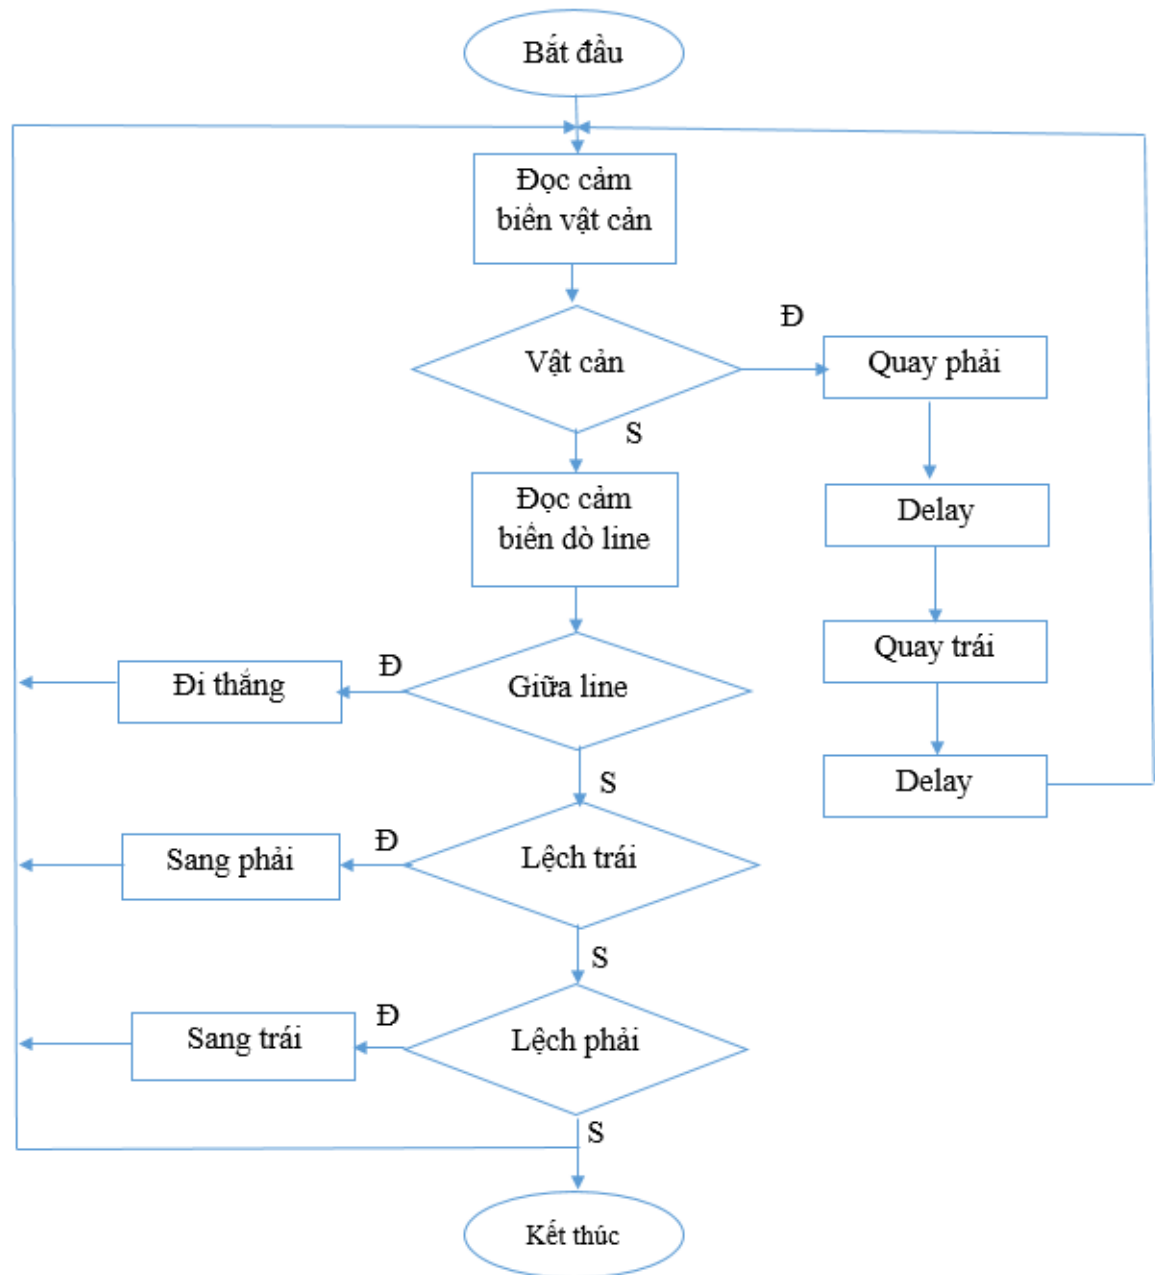 Bắt đầu
Đọc cảm
biến vật cản
Vật cản
Đ
Quay phải
S
Delay
Đọc cảm
biến dò line
Quay trái
Giữa line
Đ
Đi thẳng
S
Delay
Lệch trái
Đ
Sang phải
S
Lệch phải
Đ
Sang trái
S
Kết thúc